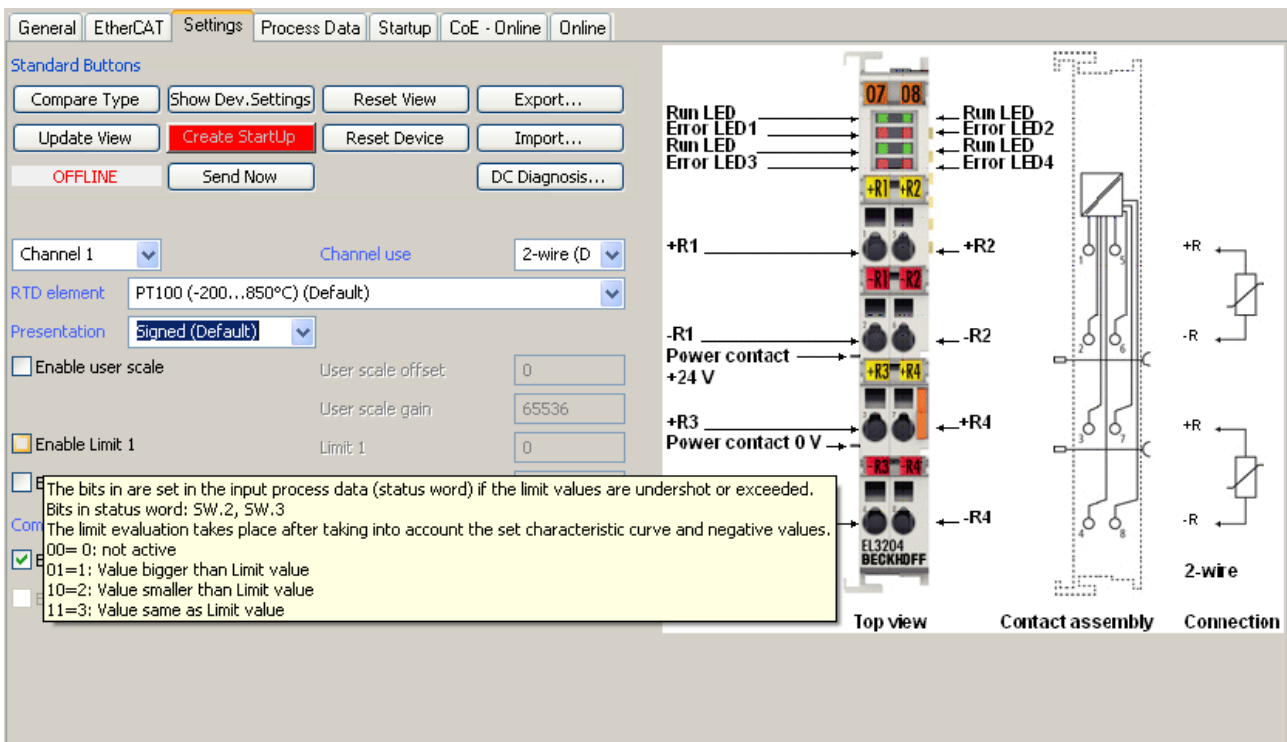 General EtherCAT Settings Process Data Startup CoE - Online Online
Standard Buttons
Compare Type Show Dev.Settings Reset View Export...
Update View Create StartUp Reset Device Import...
OFFLINE Send Now DC Diagnosis...
Channel 1 Channel use 2-wire (D
RTD element PT100 (-200...850°C) (Default)
Presentation Signed (Default)
Enable user scale User scale offset 0
User scale gain 65536
Enable Limit 1 Limit 1 0
The bits in are set in the input process data (status word) if the limit values are undershot or exceeded.
Bits in status word: SW.2, SW.3
The limit evaluation takes place after taking into account the set characteristic curve and negative values.
00= 0: not active
01=1: Value bigger than Limit value
10=2: Value smaller than Limit value
11=3: Value same as Limit value
07 08
Run LED Run LED
Error LED1 Error LED2
Run LED Run LED
Error LED3 Error LED4
+R1 +R2
+R1 +R2
-R1 -R2
-R1 -R2
Power contact
+24 V
+R3 +R4
+R3 +R4
Power contact 0 V
-R3 -R4
-R4
EL3204
BECKHOFF
Top view
1 5
2 6
3 7
4 8
Contact assembly
+R
-R
+R
-R
2-wire
Connection